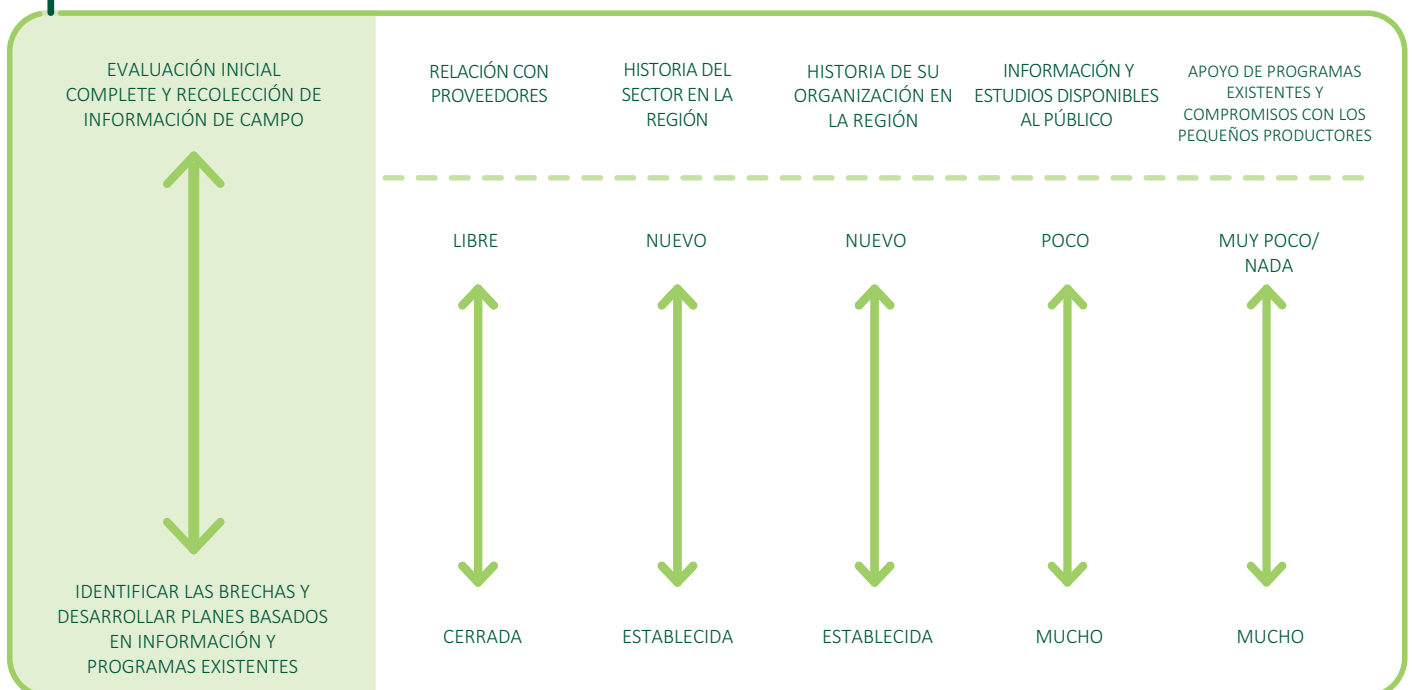 EVALUACIÓN INICIAL
COMPLETE Y RECOLECCIÓN DE
INFORMACIÓN DE CAMPO
RELACIÓN CON
PROVEEDORES
HISTORIA DEL
SECTOR EN LA
REGIÓN
HISTORIA DE SU
ORGANIZACIÓN EN
LA REGIÓN
INFORMACIÓN Y
ESTUDIOS DISPONIBLES
AL PÚBLICO
APOYO DE PROGRAMAS
EXISTENTES Y
COMPROMISOS CON LOS
PEQUEÑOS PRODUCTORES
LIBRE
NUEVO
NUEVO
POCO
MUY POCO/
NADA
IDENTIFICAR LAS BRECHAS Y
DESARROLLAR PLANES BASADOS
EN INFORMACIÓN Y
PROGRAMAS EXISTENTES
CERRADA
ESTABLECIDA
ESTABLECIDA
MUCHO
MUCHO